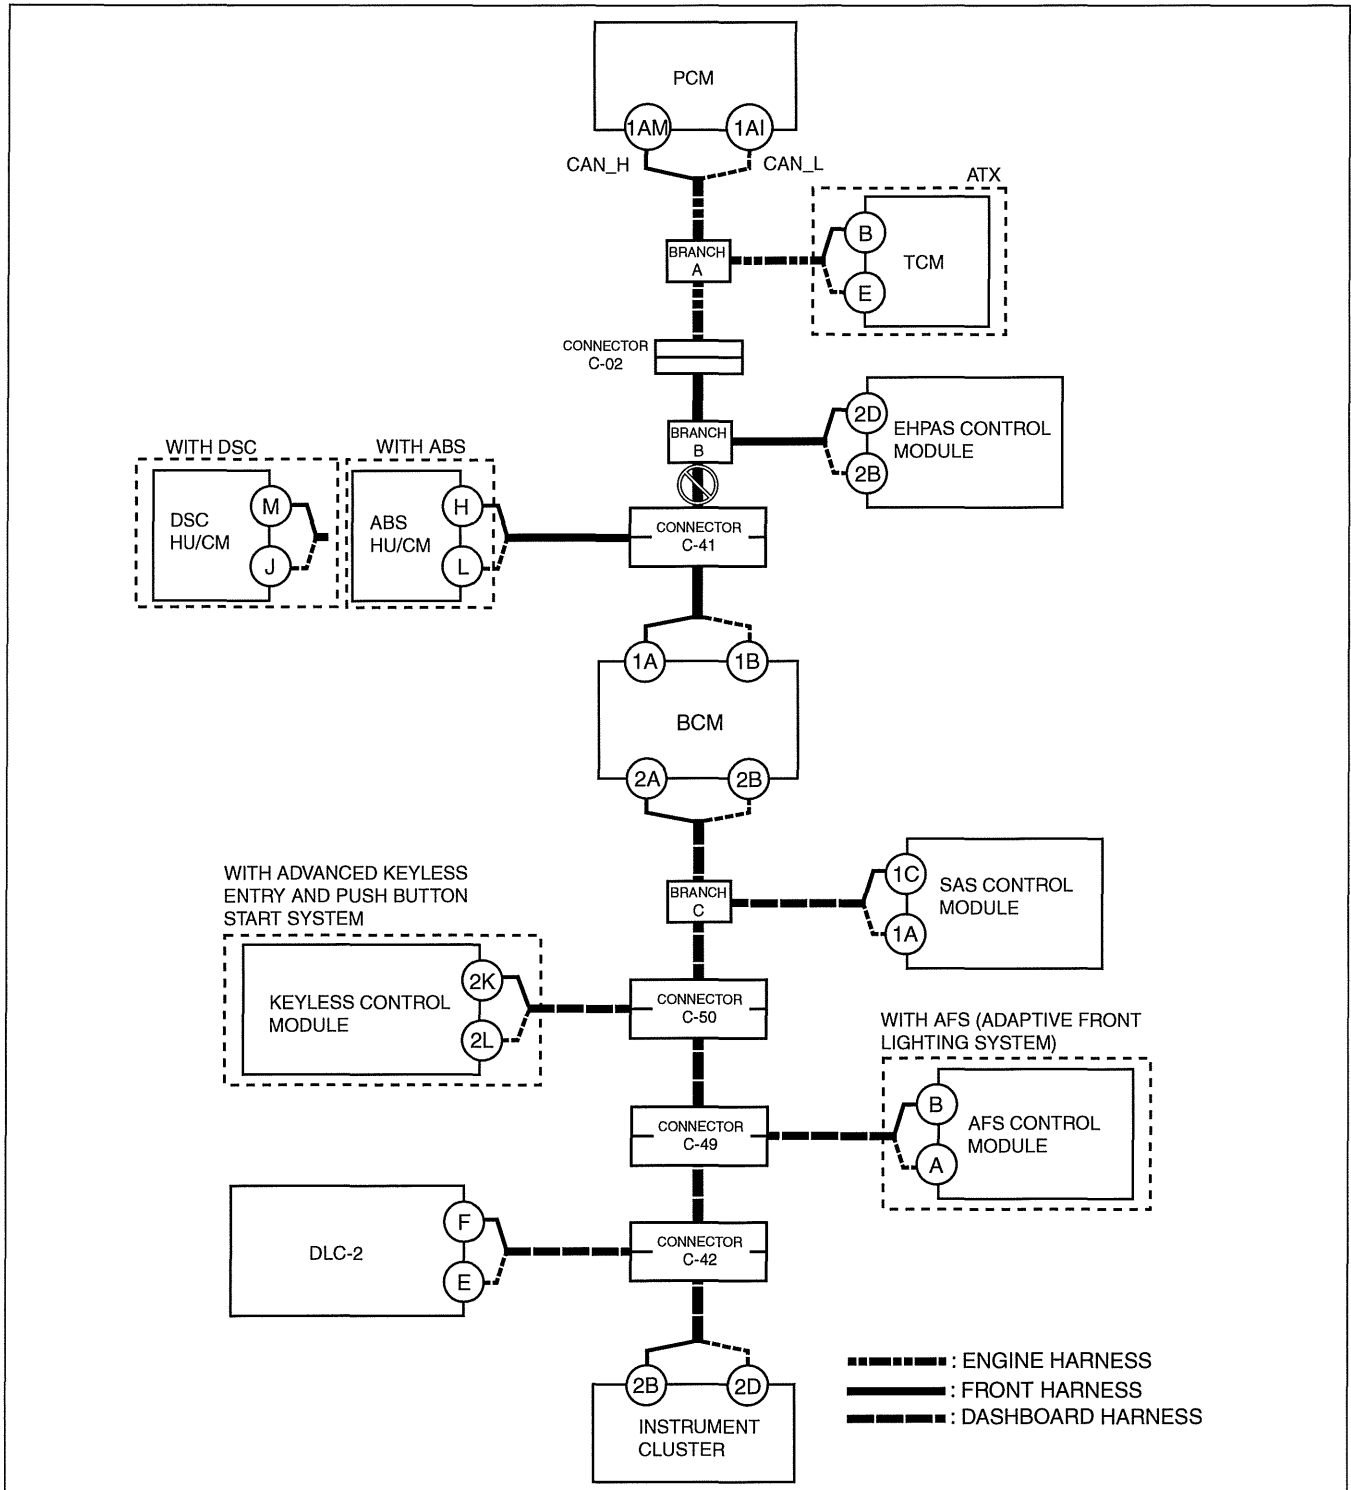 PCM
1AM
1AI
CAN_H
CAN_L
ATX
BRANCH
A
B
TCM
E
CONNECTOR
C-02
BRANCH
B
2D
EHPAS CONTROL
MODULE
2B
WITH DSC
WITH ABS
M
DSC
HU/CM
J
H
ABS
HU/CM
L
CONNECTOR
C-41
1A
1B
BCM
2A
2B
BRANCH
C
1C
SAS CONTROL
MODULE
1A
WITH ADVANCED KEYLESS
ENTRY AND PUSH BUTTON
START SYSTEM
2K
KEYLESS CONTROL
MODULE
2L
CONNECTOR
C-50
WITH AFS (ADAPTIVE FRONT
LIGHTING SYSTEM)
CONNECTOR
C-49
B
AFS CONTROL
MODULE
A
F
DLC-2
E
CONNECTOR
C-42
2B
2D
INSTRUMENT
CLUSTER
: ENGINE HARNESS
: FRONT HARNESS
: DASHBOARD HARNESS